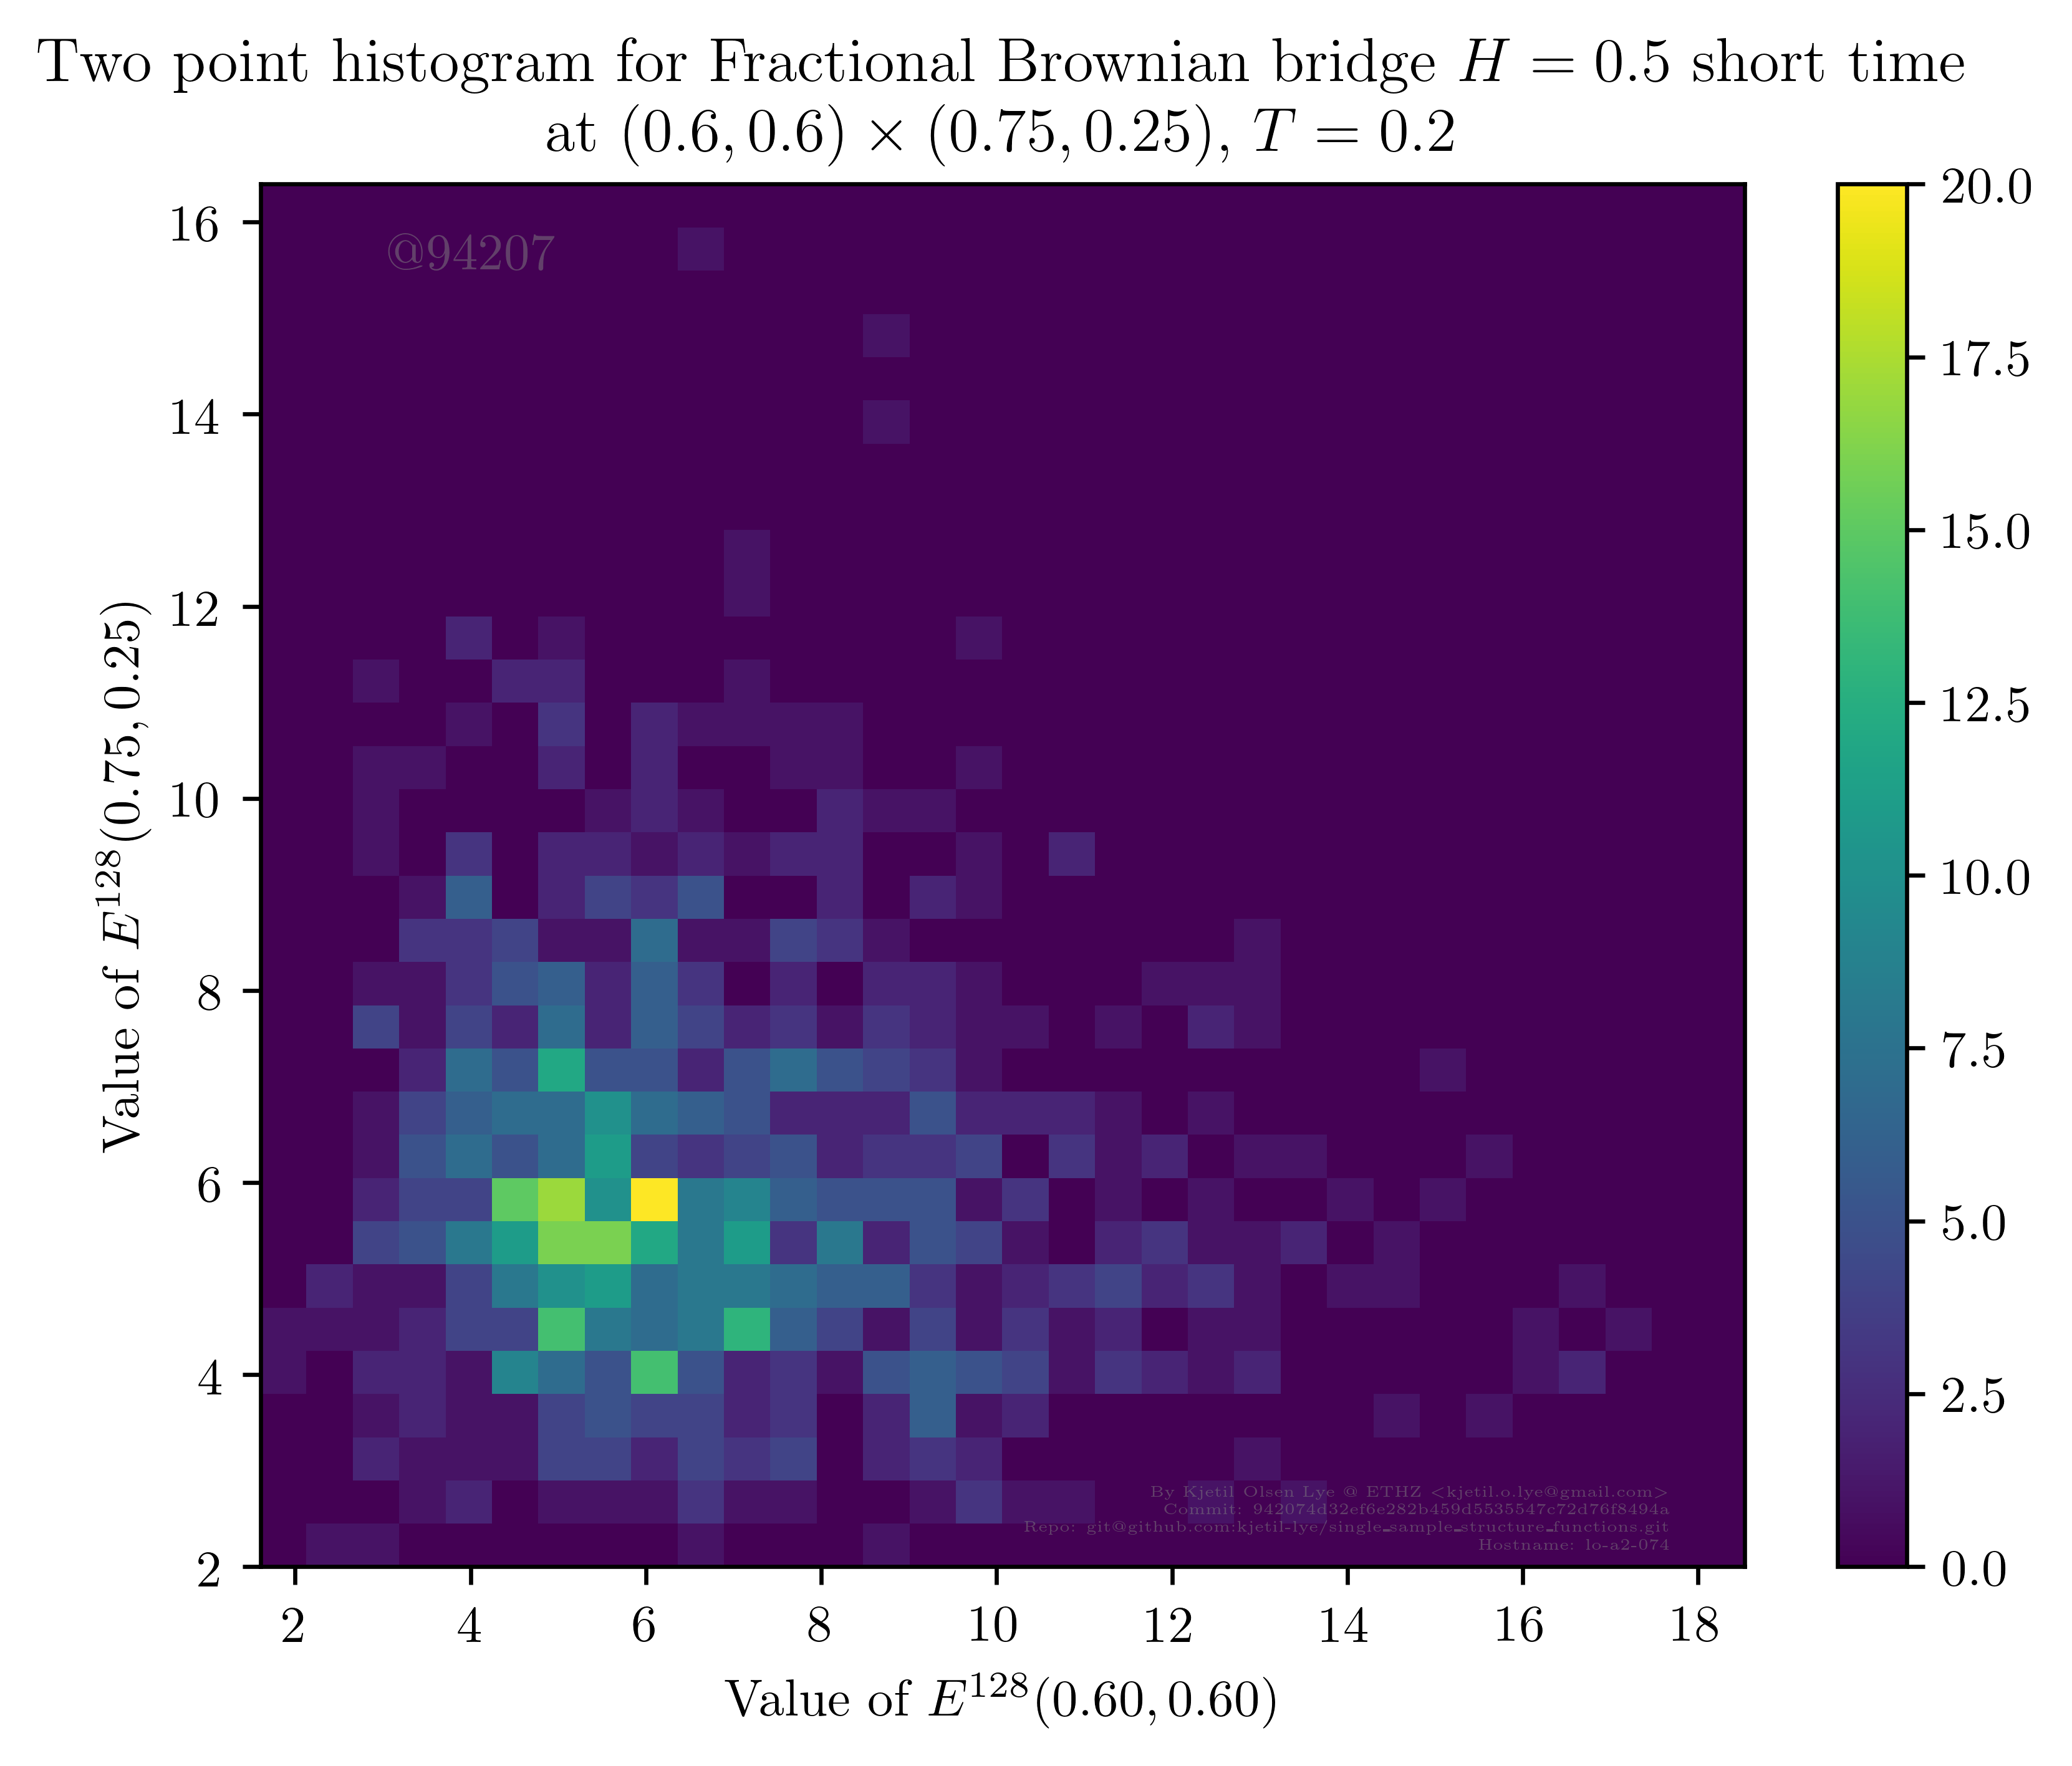 Two point histogram for Fractional Brownian bridge H = 0.5 short time
at (0.6, 0.6) × (0.75, 0.25), T = 0.2
@94207
16
14
12
10
8
6
4
2
Value of E^128(0.75, 0.25)
2 4 6 8 10 12 14 16 18
Value of E^128(0.60, 0.60)
20.0
17.5
15.0
12.5
10.0
7.5
5.0
2.5
0.0
By Kjetil Olsen Lye @ ETHZ <kjetil.o.lye@gmail.com>
Commit: 942074d32ef6e282b459d5535547c72d76f8494a
Repo: git@github.com:kjetil-lye/single_sample_structure_functions.git
Hostname: lo-a2-074